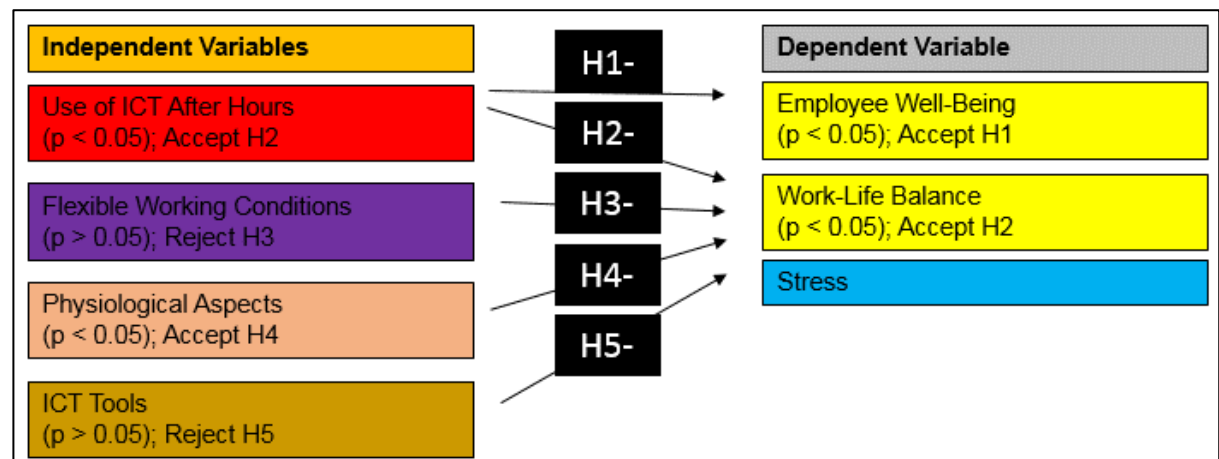 Independent Variables
Use of ICT After Hours
(p < 0.05); Accept H2
Flexible Working Conditions
(p > 0.05); Reject H3
Physiological Aspects
(p < 0.05); Accept H4
ICT Tools
(p > 0.05); Reject H5
H1-
H2-
H3-
H4-
H5-
Dependent Variable
Employee Well-Being
(p < 0.05); Accept H1
Work-Life Balance
(p < 0.05); Accept H2
Stress